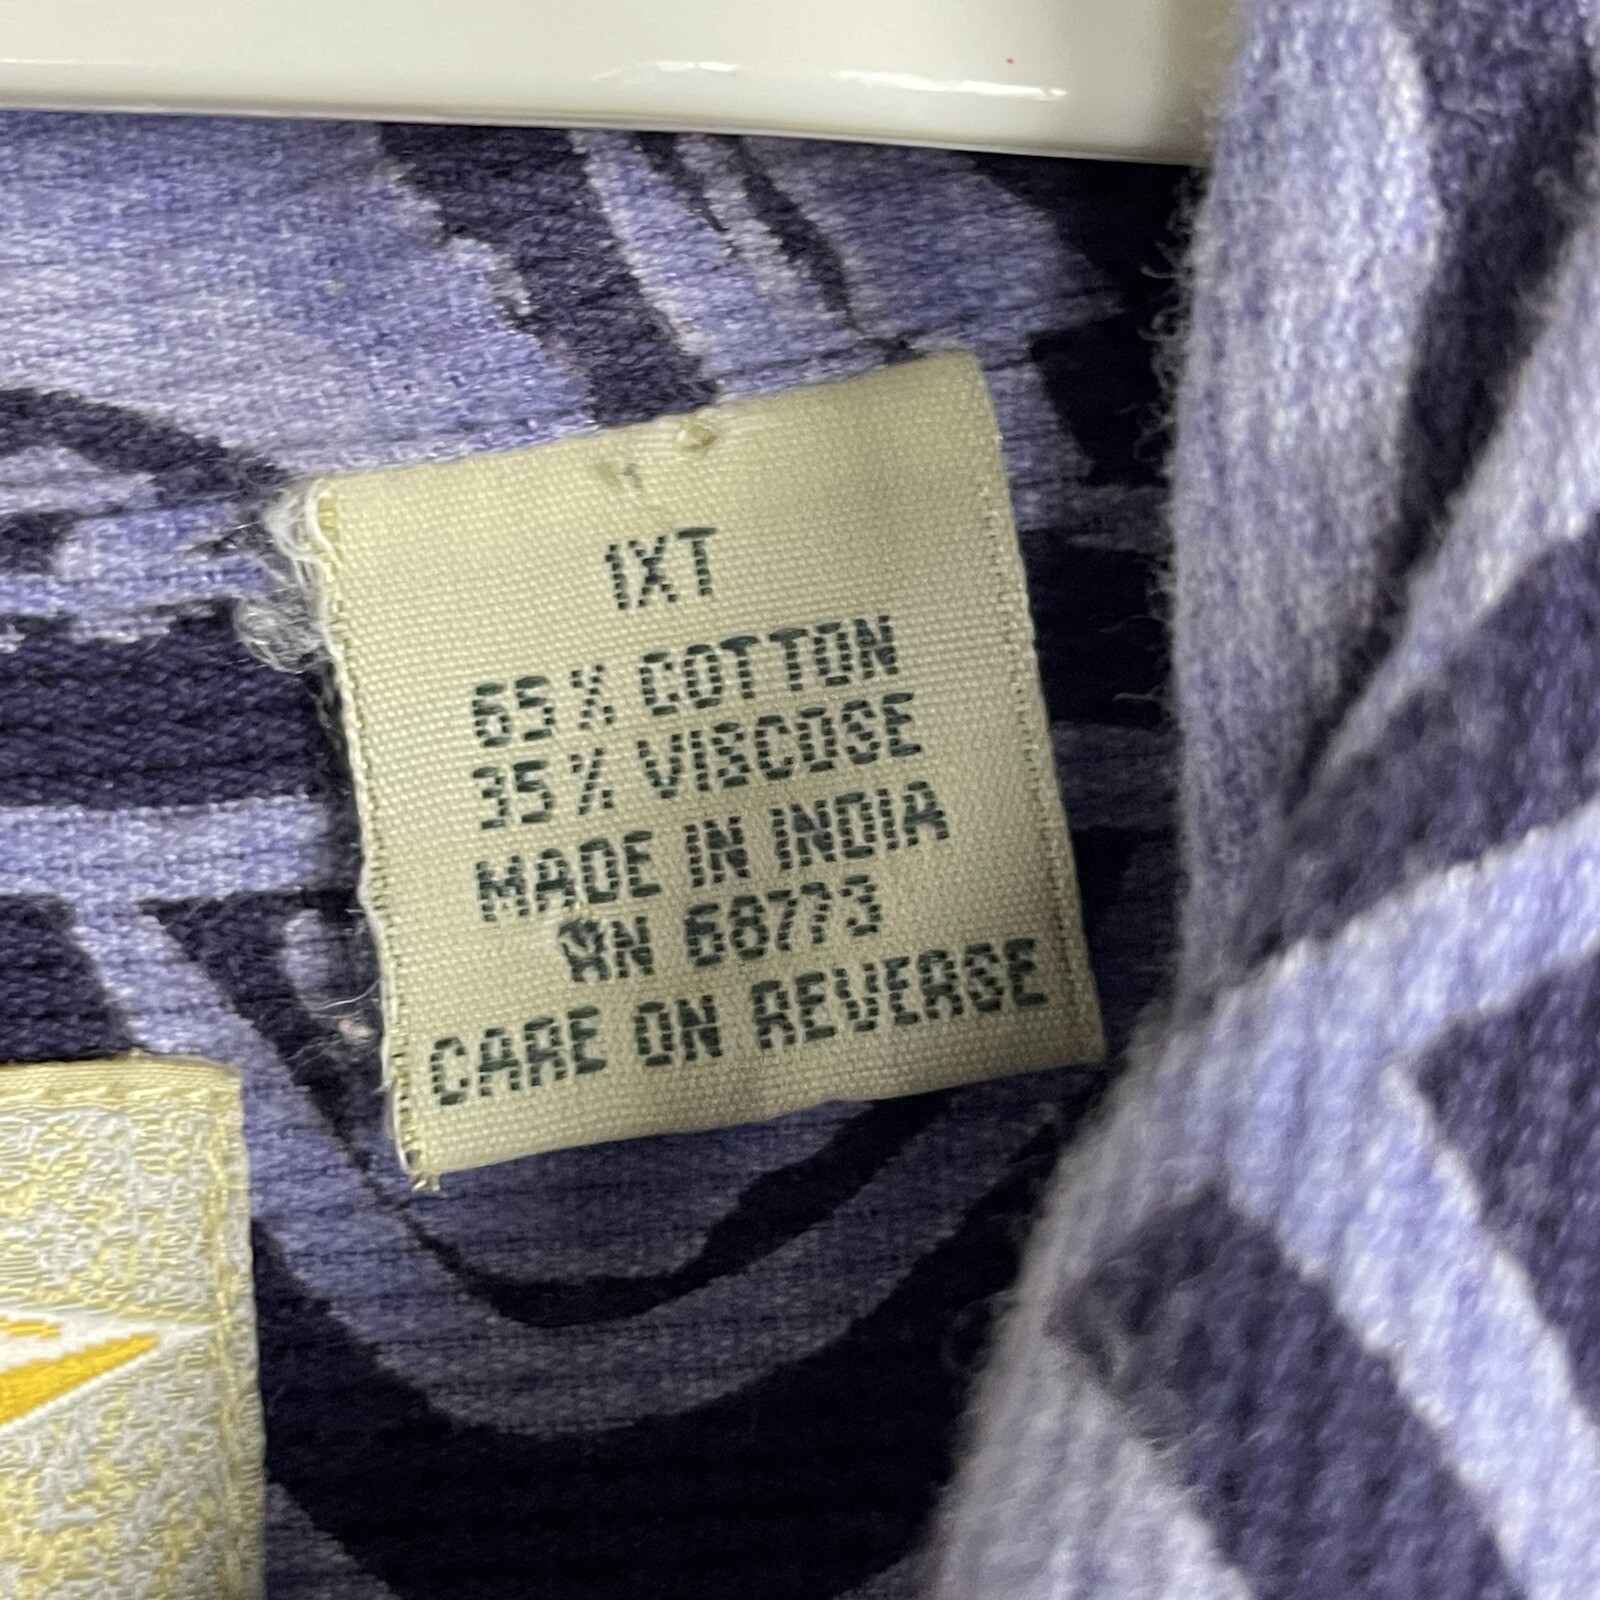 1XT
65% COTTON
35% VISCOSE
MADE IN INDIA
RN 68773
CARE ON REVERSE